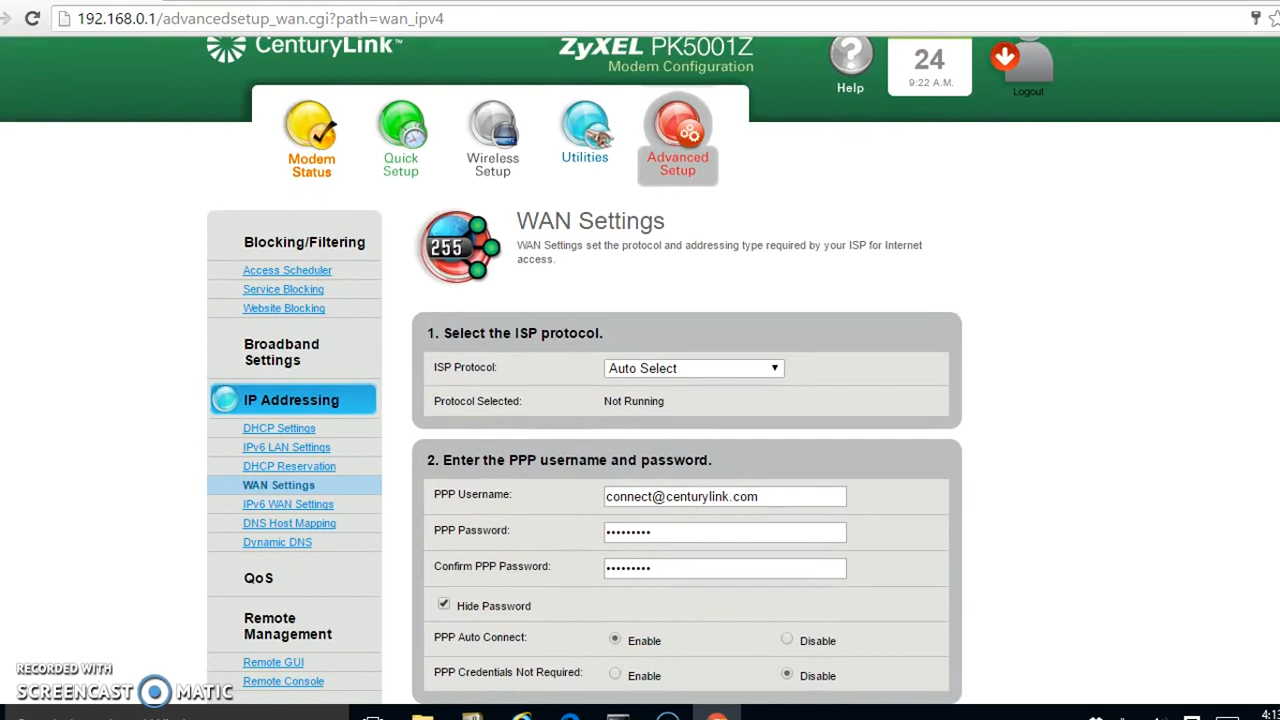 192.168.0.1/advancedsetup_wan.cgi?path=wan_ipv4
CenturyLink™
ZyXEL PK5001Z
Modem Configuration
Help
24
9:22 A.M.
Logout
Modem
Status
Quick
Setup
Wireless
Setup
Utilities
Advanced
Setup
Blocking/Filtering
Access Scheduler
Service Blocking
Website Blocking
Broadband
Settings
IP Addressing
DHCP Settings
IPv6 LAN Settings
DHCP Reservation
WAN Settings
IPv6 WAN Settings
DNS Host Mapping
Dynamic DNS
QoS
Remote
Management
Remote GUI
Remote Console
255
WAN Settings
WAN Settings set the protocol and addressing type required by your ISP for Internet
access.
1. Select the ISP protocol.
ISP Protocol: Auto Select
Protocol Selected: Not Running
2. Enter the PPP username and password.
PPP Username: connect@centurylink.com
PPP Password: •••••••••
Confirm PPP Password: •••••••••
Hide Password
PPP Auto Connect: Enable Disable
PPP Credentials Not Required: Enable Disable
RECORDED WITH
SCREENCAST MATIC